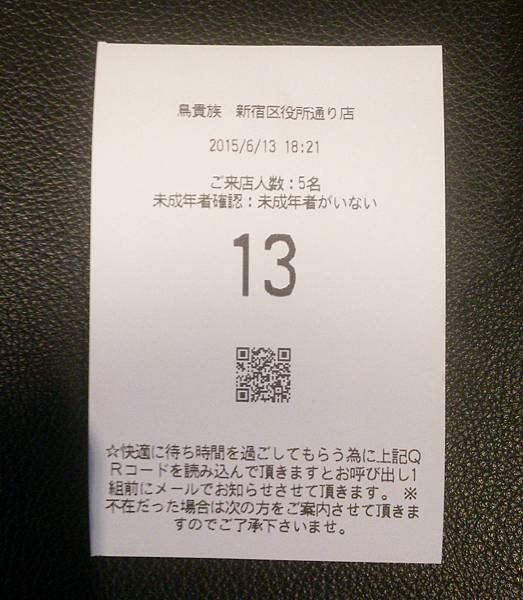 鳥貴族 新宿区役所通り店
2015/6/13 18:21
ご来店人数:5名
未成年者確認:未成年者がいない
13
☆快適に待ち時間を過ごしてもらう為に上記Q
Rコードを読み込んで頂きますとお呼び出し1
組前にメールでお知らせさせて頂きます。 ※
不在だった場合は次の方をご案内させて頂きま
すのでご了承下さいませ。